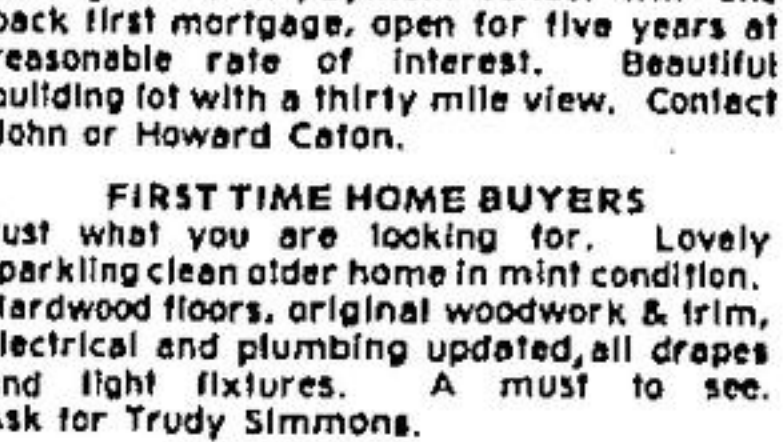 back first mortgage, open for five years at
reasonable rate of interest. Beautiful
building lot with a thirty mile view. Contact
John or Howard Caton.
FIRST TIME HOME BUYERS
ust what you are looking for. Lovely
parkling clean older home in mint condition.
Hardwood floors, original woodwork & trim,
lectrical and plumbing updated, all drapes
nd light fixtures. A must to see.
Ask for Trudy Simmons.